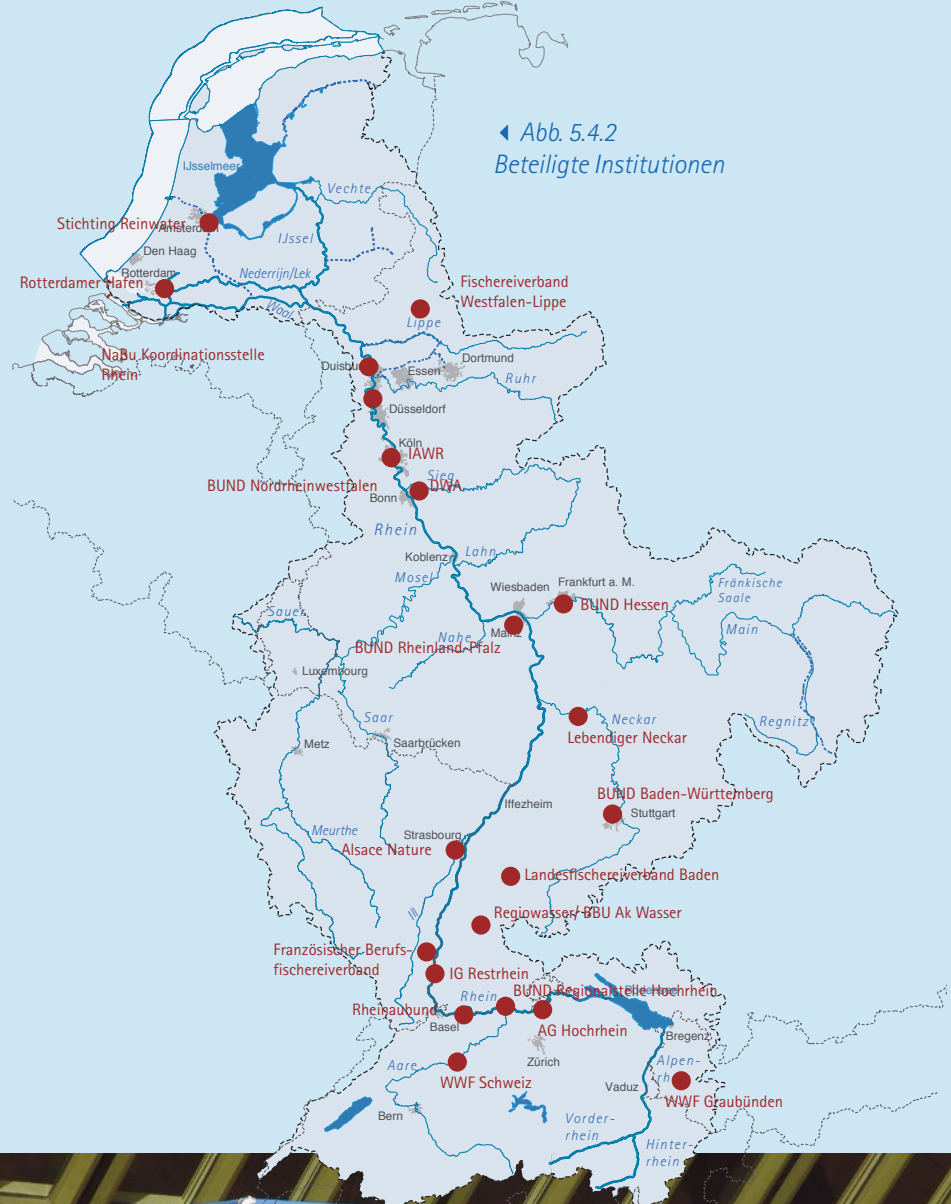 Abb. 5.4.2
Beteiligte Institutionen
IJsselmeer
Vechte
Stichting Reinwater
Amsterdam
IJssel
Den Haag
Rotterdam
Nederrijn/Lek
Rotterdamer Hafen
Fischereiverband
Westfalen-Lippe
Waal
Lippe
NaBu Koordinationsstelle
Rhein
Duisburg
Essen
Dortmund
Ruhr
Düsseldorf
Köln
IAWR
Sieg
BUND Nordrheinwestfalen
DWA
Bonn
Rhein
Koblenz
Lahn
Mosel
Wiesbaden
Frankfurt a. M.
Fränkische
Saale
BUND Hessen
Sauer
Main
Mainz
Nahe
BUND Rheinland-Pfalz
Luxembourg
Saar
Neckar
Regnitz
Lebendiger Neckar
Metz
Saarbrücken
BUND Baden-Württemberg
Iffezheim
Stuttgart
Meurthe
Strasbourg
Alsace Nature
Landesfischereiverband Baden
Ill
Regiowasser/ BBU Ak Wasser
Französischer Berufs-
fischereiverband
IG Restrhein
BUND Regionalstelle Hochrhein
Rhein
Rheinaubund
Basel
AG Hochrhein
Bregenz
Zürich
Aare
Alpen-
rh
WWF Schweiz
Vaduz
WWF Graubünden
Bern
Vorder-
rhein
Hinter-
rhein